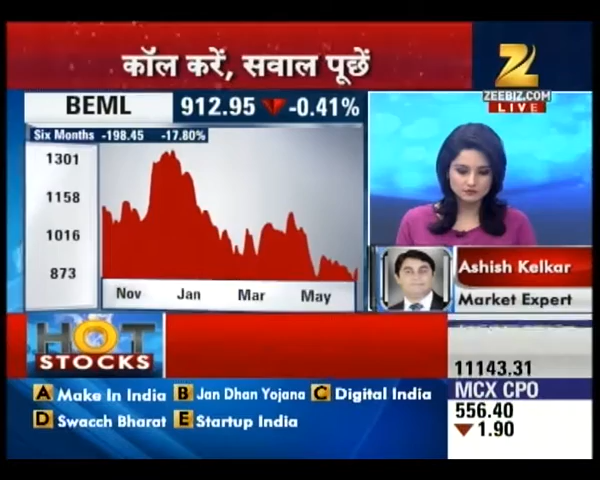 कॉल करें, सवाल पूछें
ZEEBIZ.COM
LIVE
BEML 912.95 -0.41%
Six Months -198.45 -17.80%
1301
1158
1016
873
Nov Jan Mar May
Ashish Kelkar
Market Expert
HOT
STOCKS
11143.31
MCX CPO
556.40
1.90
A Make In India B Jan Dhan Yojana C Digital India
D Swacch Bharat E Startup India